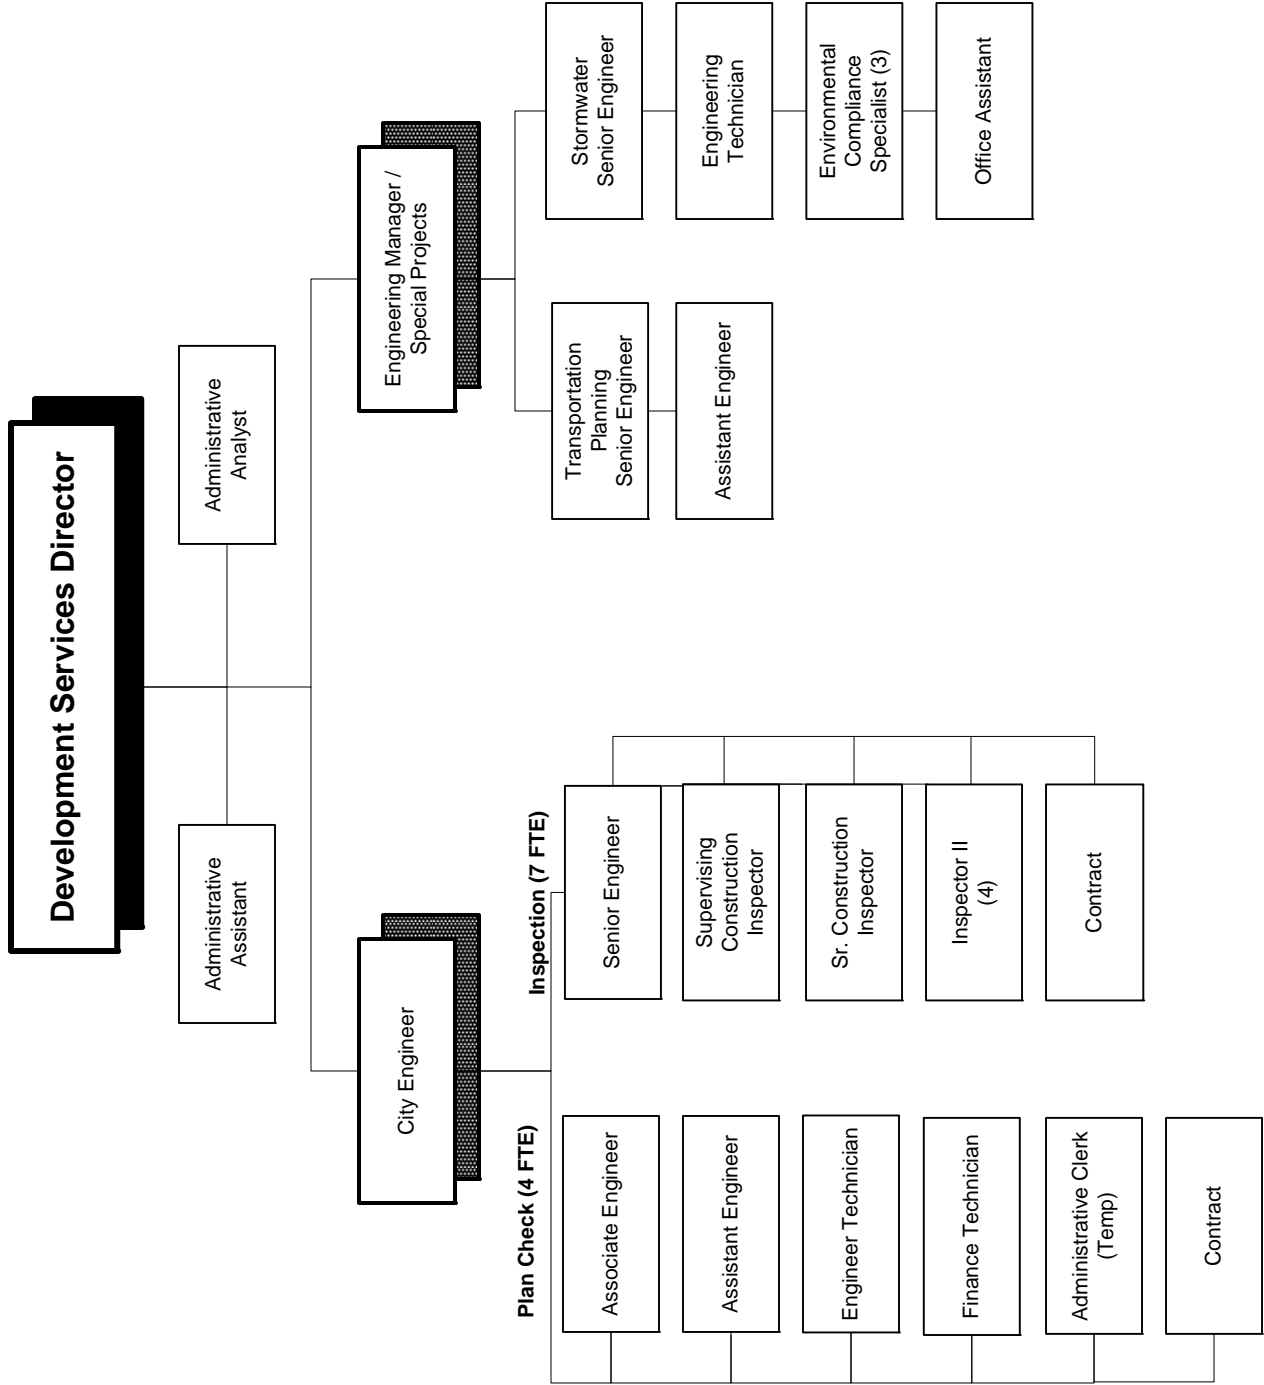 Development Services Director
Administrative
Assistant
Administrative
Analyst
City Engineer
Engineering Manager /
Special Projects
Plan Check (4 FTE)
Associate Engineer
Assistant Engineer
Engineer Technician
Finance Technician
Administrative Clerk
(Temp)
Contract
Inspection (7 FTE)
Senior Engineer
Supervising
Construction
Inspector
Sr. Construction
Inspector
Inspector II
(4)
Contract
Transportation
Planning
Senior Engineer
Assistant Engineer
Stormwater
Senior Engineer
Engineering
Technician
Environmental
Compliance
Specialist (3)
Office Assistant